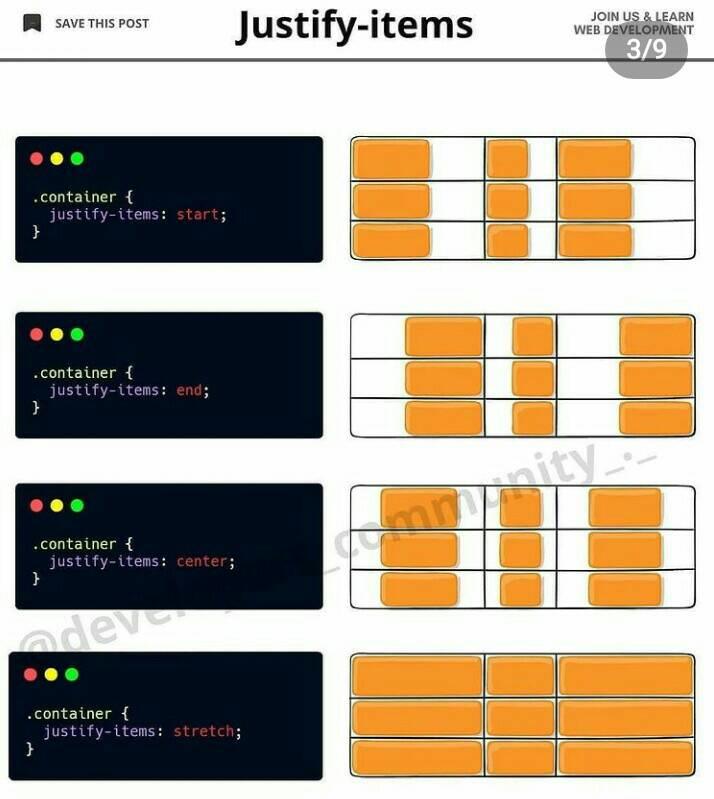 SAVE THIS POST
Justify-items
JOIN US & LEARN
WEB DEVELOPMENT
3/9
.container {
justify-items: start;
}
.container {
justify-items: end;
}
.container {
justify-items: center;
}
.container {
justify-items: stretch;
}